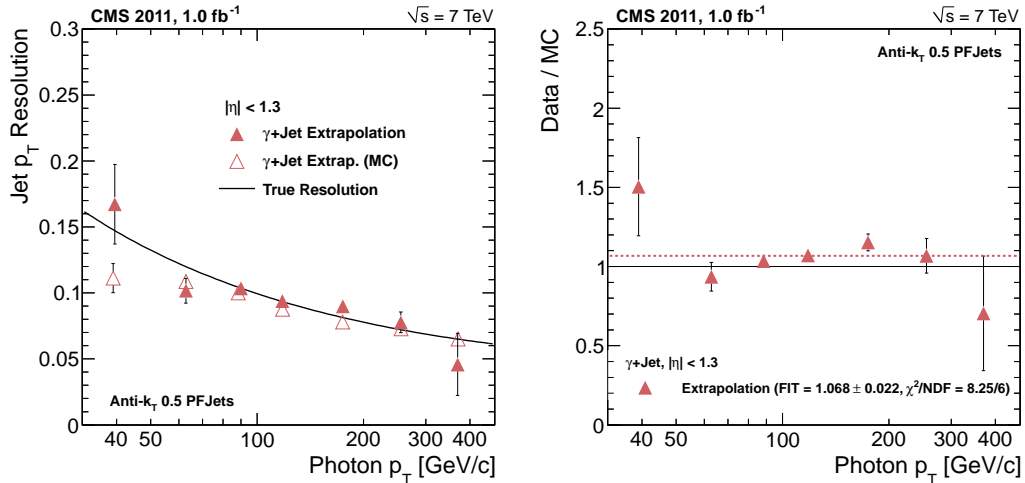 CMS 2011, 1.0 fb⁻¹ √s = 7 TeV
Jet p_T Resolution
0.3
0.25
0.2
0.15
0.1
0.05
0
|η| < 1.3
γ+Jet Extrapolation
γ+Jet Extrap. (MC)
True Resolution
Anti-k_T 0.5 PFJets
40 50 100 200 300 400
Photon p_T [GeV/c]
CMS 2011, 1.0 fb⁻¹ √s = 7 TeV
Data / MC
2.5
2
1.5
1
0.5
0
Anti-k_T 0.5 PFJets
γ+Jet, |η| < 1.3
Extrapolation (FIT = 1.068 ± 0.022, χ²/NDF = 8.25/6)
40 50 100 200 300 400
Photon p_T [GeV/c]